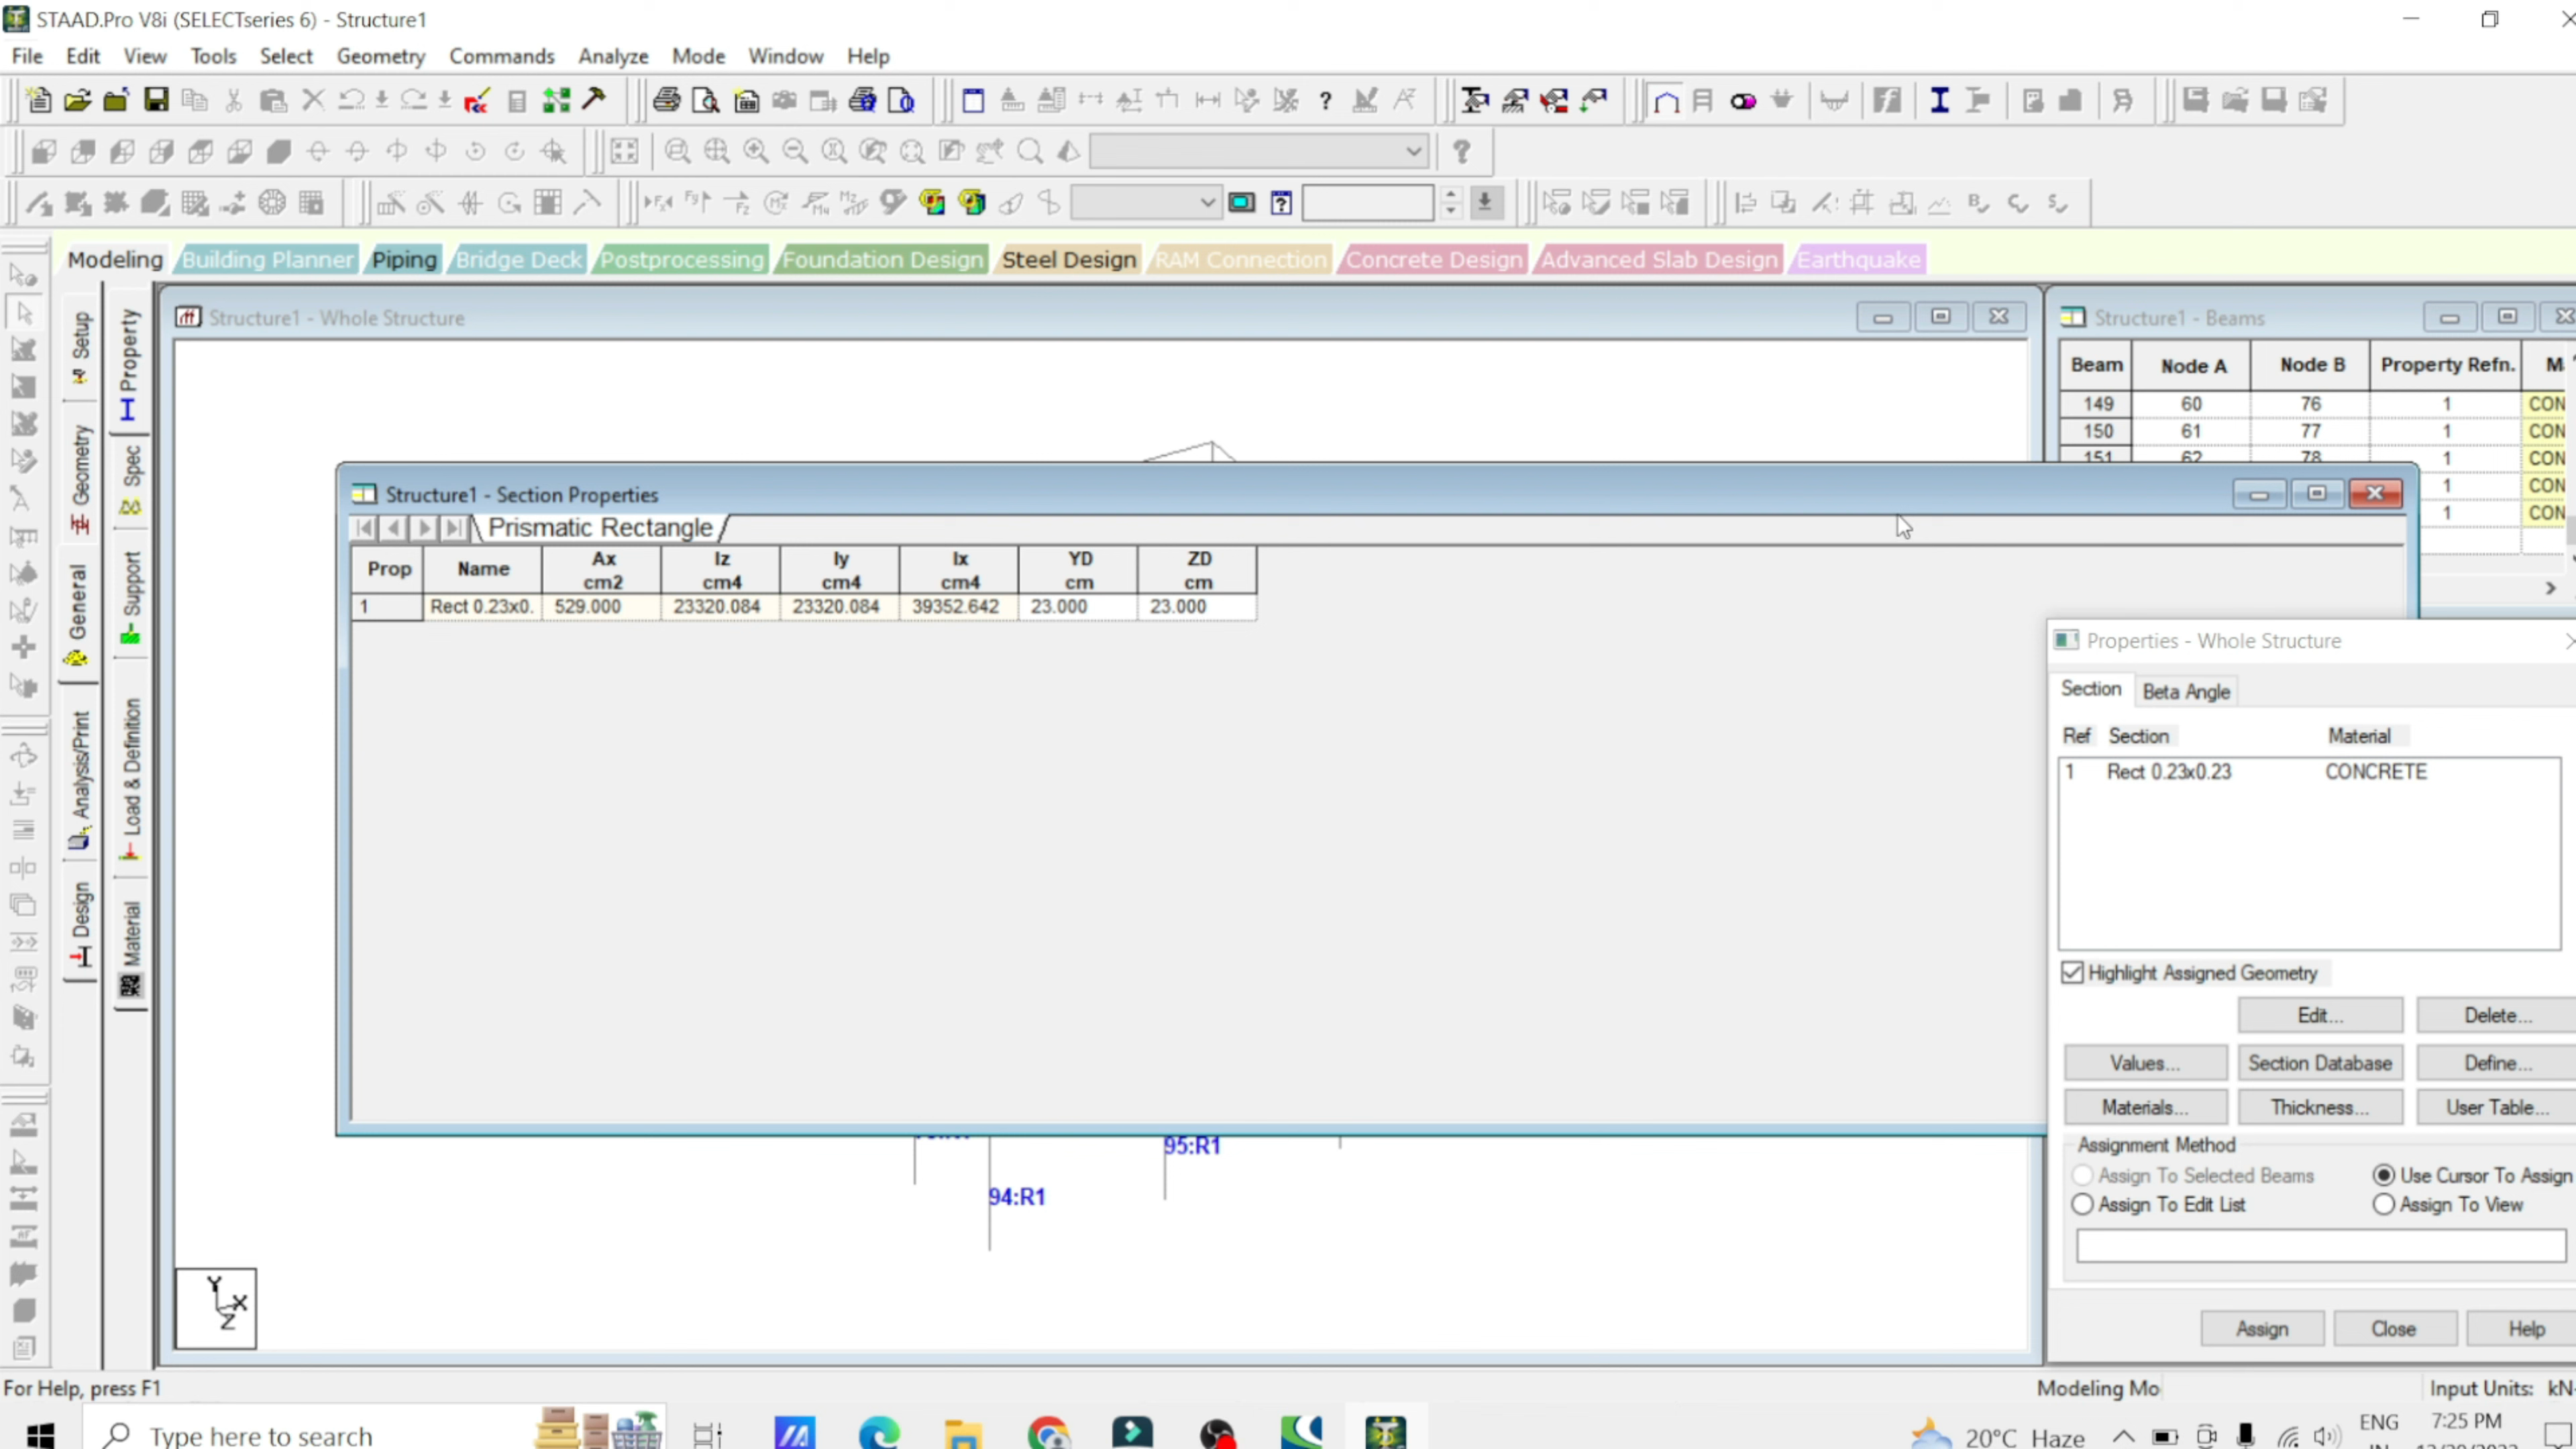 STAAD.Pro V8i (SELECTseries 6) - Structure1
File Edit View Tools Select Geometry Commands Analyze Mode Window Help
Modeling Building Planner Piping Bridge Deck Postprocessing Foundation Design Steel Design RAM Connection Concrete Design Advanced Slab Design Earthquake
Setup
Geometry
General
Analysis/Print
Design
Property
Spec
Support
Load & Definition
Material
Structure1 - Whole Structure
Structure1 - Beams
Beam Node A Node B Property Refn.
149 60 76 1 CON
150 61 77 1 CON
151 62 78 1 CON
1 CON
1 CON
Structure1 - Section Properties
Prismatic Rectangle
Prop Name Ax cm2 Iz cm4 Iy cm4 Ix cm4 YD cm ZD cm
1 Rect 0.23x0. 529.000 23320.084 23320.084 39352.642 23.000 23.000
95:R1
94:R1
Y
X
Z
Properties - Whole Structure
Section Beta Angle
Ref Section Material
1 Rect 0.23x0.23 CONCRETE
Highlight Assigned Geometry
Edit... Delete...
Values... Section Database Define...
Materials... Thickness... User Table...
Assignment Method
Assign To Selected Beams Use Cursor To Assign
Assign To Edit List Assign To View
Assign Close Help
For Help, press F1
Modeling Mo Input Units: kN-
Type here to search
20°C Haze
ENG
7:25 PM